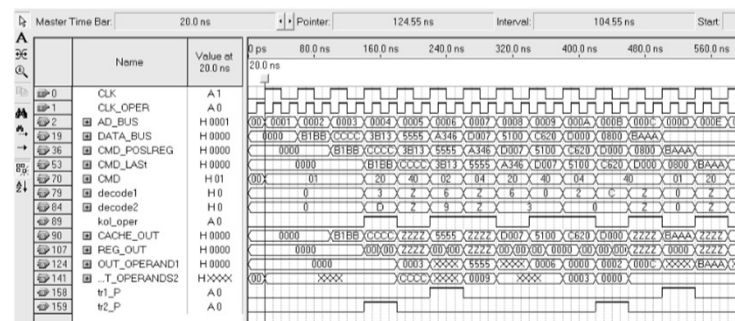 Master Time Bar: 20.0 ns Pointer: 124.55 ns Interval: 104.55 ns Start:
Name Value at 20.0 ns 0 ps 80.0 ns 160.0 ns 240.0 ns 320.0 ns 400.0 ns 480.0 ns 560.0 ns
20.0 ns
0 CLK A 1
1 CLK_OPER A 0
2 AD_BUS H 0001 00 0001 0002 0003 0004 0005 0006 0007 0008 0009 000A 000B 000C 000D 000E
19 DATA_BUS H 0000 0000 B1BB CCCC 3B13 5555 A346 D007 5100 C620 D000 0800 BAAA
36 CMD_POSLREG H 0000 0000 B1BB CCCC 3B13 5555 A346 D007 5100 C620 D000 0800 BAAA
53 CMD_LASt H 0000 0000 B1BB CCCC 3B13 5555 A346 D007 5100 C620 D000 0800 BAAA
70 CMD H 01 00 01 20 40 02 04 20 40 04 40 01 20
79 decode1 H 0 0 3 Z 6 Z 6 0 2 C Z 0 Z
84 decode2 H 0 0 D Z 9 Z 3 0 Z 0 Z
89 kol_oper A 0
90 CACHE_OUT H 0000 0000 B1BB CCCC ZZZZ 5555 ZZZZ D007 5100 C620 D000 ZZZZ BAAA ZZZZ
107 REG_OUT H 0000 0000 00 00 ZZZZ 00 00 ZZZZ 00 00 00 0000 00 00 ZZZZ 0000 ZZZZ
124 OUT_OPERAND1 H 0000 0000 0003 XXXX 5555 XXXX 0006 0000 0002 000C XXXX BAAA
141 ...T_OPERANDS2 H XXXX 00 XXXX CCCC XXXX 0009 XXXX 0003 0000
158 tr1_P A 0
159 tr2_P A 0